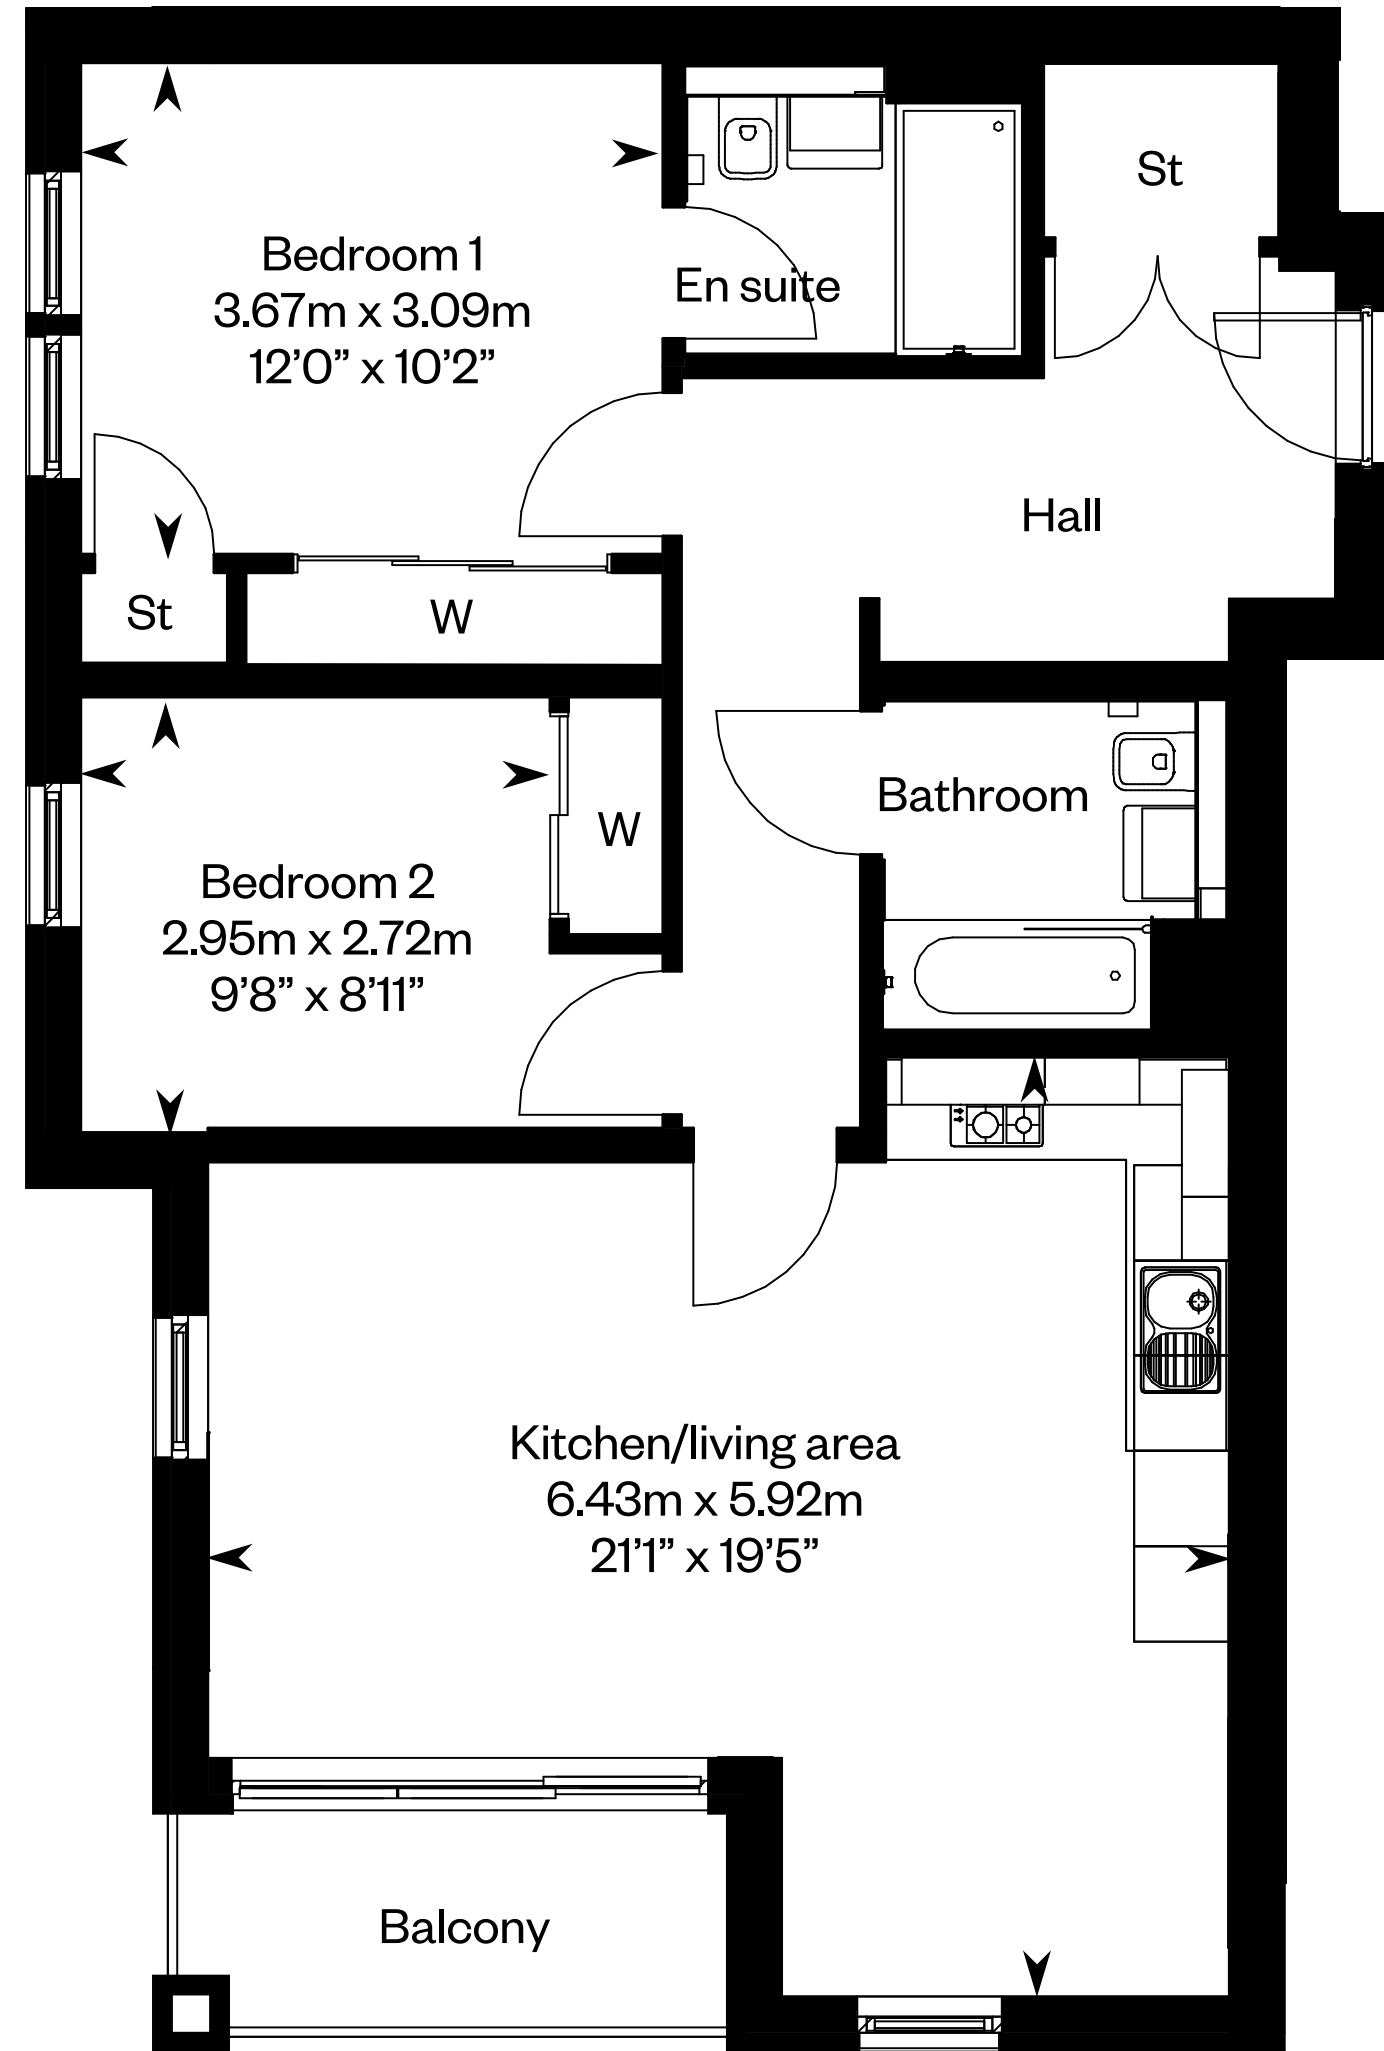 St
Bedroom 1
3.67m x 3.09m
12’0” x 10’2”
En suite
Hall
St
W
Bedroom 2
2.95m x 2.72m
9’8” x 8’11”
W
Bathroom
Kitchen/living area
6.43m x 5.92m
21’1” x 19’5”
Balcony